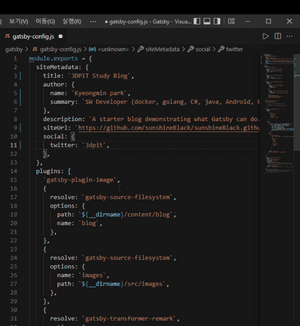 보기 이동(G) 실행(R) ··· gatsby-config.js - Gatsby - Visua...
gatsby-config.js
gatsby > gatsby-config.js > <unknown> > siteMetadata > social > twitter
1 module.exports = {
2 siteMetadata: {
3 title: `3DPIT Study Blog`,
4 author: {
5 name: `Kyeongmin park`,
6 summary: `SW Developer (docker, golang, C#, java, Android,
7 },
8 description: `A starter blog demonstrating what Gatsby can do.
9 siteUrl: `https://github.com/sunshineBlack/sunshineBlack.githu
10 social: {
11 twitter: `3dpit`,
12 },
13 },
14 plugins: [
15 `gatsby-plugin-image`,
16 {
17 resolve: `gatsby-source-filesystem`,
18 options: {
19 path: `${__dirname}/content/blog`,
20 name: `blog`,
21 },
22 },
23 {
24 resolve: `gatsby-source-filesystem`,
25 options: {
26 name: `images`,
27 path: `${__dirname}/src/images`,
28 },
29 },
30 {
31 resolve: `gatsby-transformer-remark`,